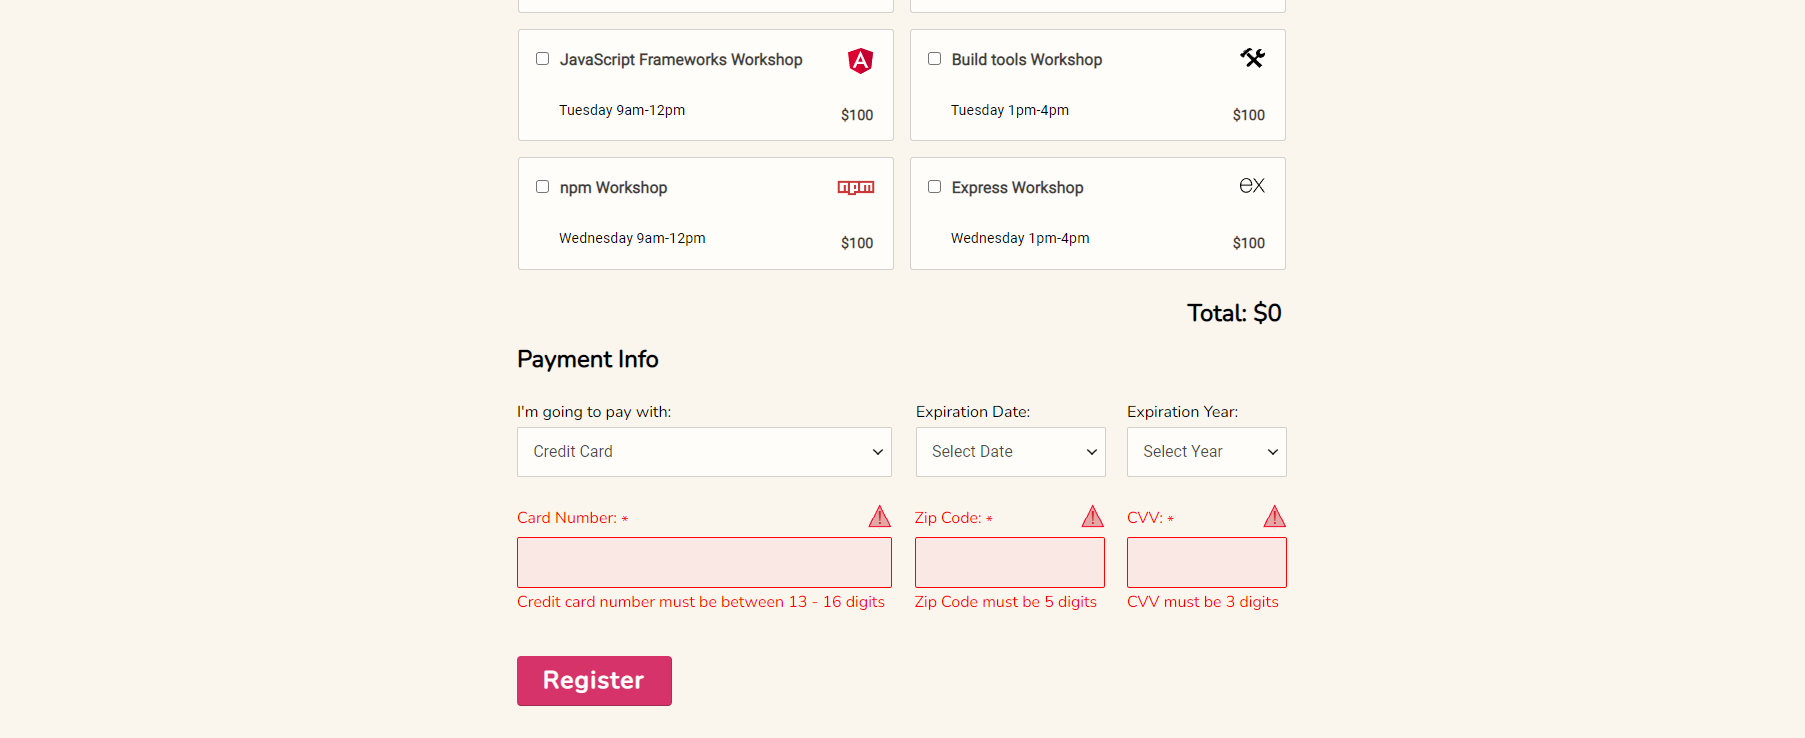 JavaScript Frameworks Workshop
A
Tuesday 9am-12pm
$100
Build tools Workshop
Tuesday 1pm-4pm
$100
npm Workshop
npm
Wednesday 9am-12pm
$100
Express Workshop
ex
Wednesday 1pm-4pm
$100
Total: $0
Payment Info
I'm going to pay with:
Credit Card
Expiration Date:
Select Date
Expiration Year:
Select Year
Card Number: *
Credit card number must be between 13 - 16 digits
Zip Code: *
Zip Code must be 5 digits
CVV: *
CVV must be 3 digits
Register